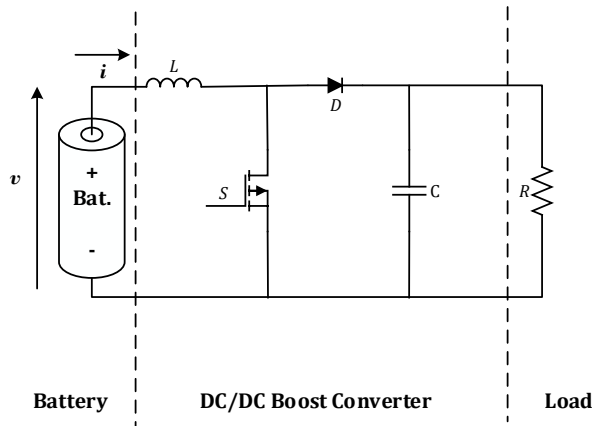 i
L
D
v
+
Bat.
-
S
C
R
Battery
DC/DC Boost Converter
Load